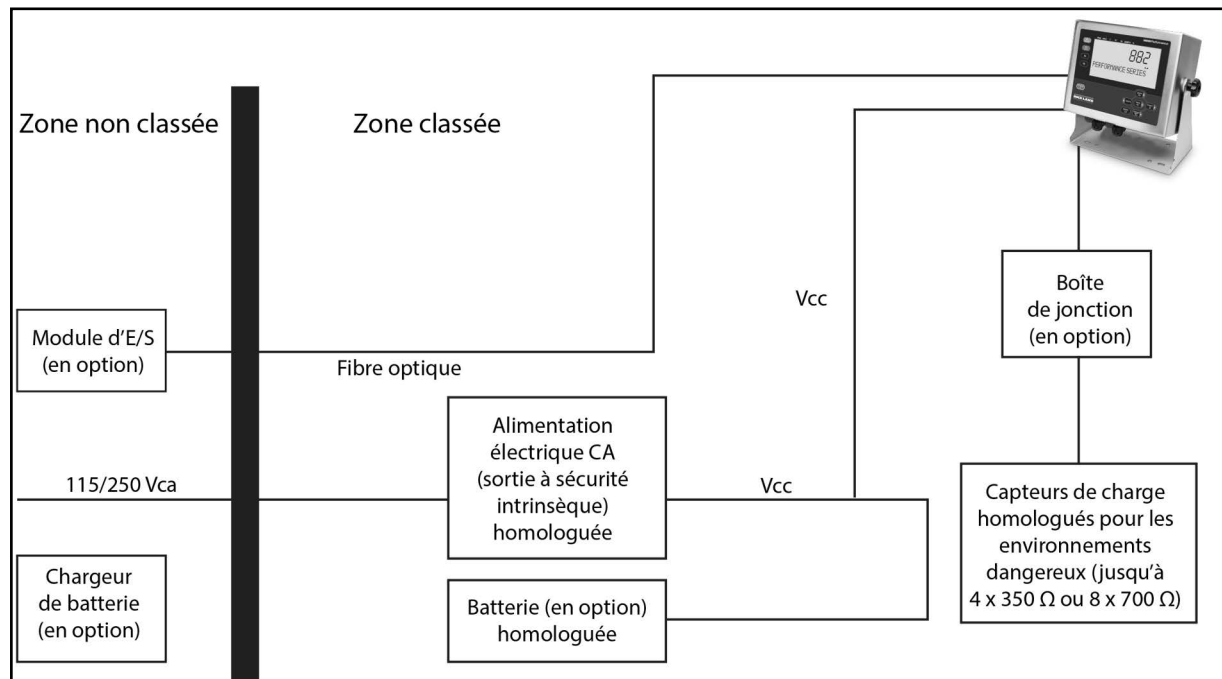 Zone non classée
Zone classée
882
PERFORMANCE SERIES
Module d'E/S
(en option)
Fibre optique
Vcc
Boîte
de jonction
(en option)
115/250 Vca
Alimentation
électrique CA
(sortie à sécurité
intrinsèque)
homologuée
Vcc
Capteurs de charge
homologués pour les
environnements
dangereux (jusqu'à
4 x 350 Ω ou 8 x 700 Ω)
Chargeur
de batterie
(en option)
Batterie (en option)
homologuée